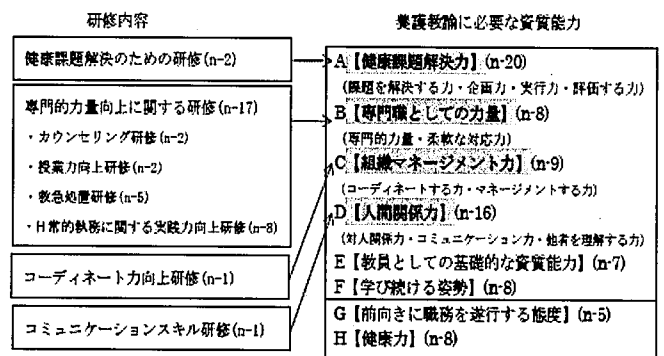 研修内容
健康課題解決のための研修(n-2)
専門的力量向上に関する研修(n-17)
・カウンセリング研修(n-2)
・授業力向上研修(n-2)
・救急処置研修(n-5)
・日常的執務に関する実践力向上研修(n-8)
コーディネート力向上研修(n-1)
コミュニケーションスキル研修(n-1)
養護教諭に必要な資質能力
A【健康課題解決力】(n-20)
(課題を解決する力・企画力・実行力・評価する力)
B【専門職としての力量】(n-8)
(専門的力量・柔軟な対応力)
C【組織マネージメント力】(n-9)
(コーディネートする力・マネージメントする力)
D【人間関係力】(n-16)
(対人関係力・コミュニケーション力・他者を理解する力)
E【教員としての基礎的な資質能力】(n-7)
F【学び続ける姿勢】(n-8)
G【前向きに職務を遂行する態度】(n-5)
H【健康力】(n-8)